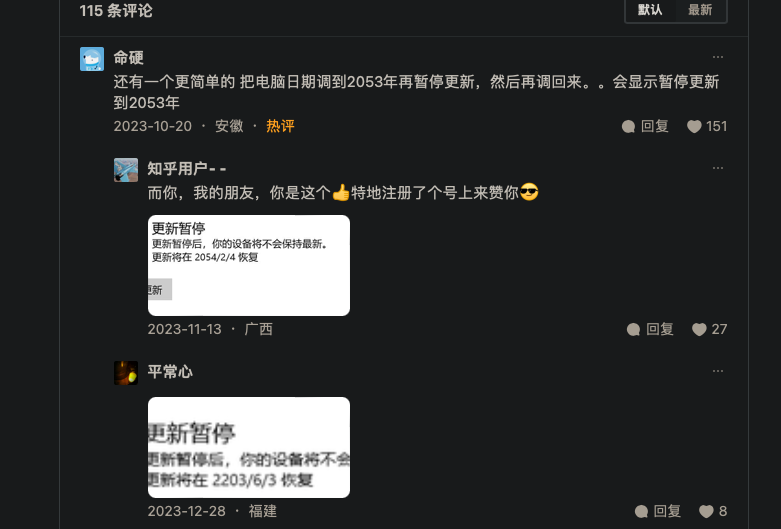 115 条评论
默认 最新
命硬
还有一个更简单的 把电脑日期调到2053年再暂停更新，然后再调回来。。会显示暂停更新
到2053年
2023-10-20 · 安徽 · 热评 回复 151
知乎用户- -
而你，我的朋友，你是这个👍特地注册了个号上来赞你😎
更新暂停
更新暂停后，你的设备将不会保持最新。
更新将在 2054/2/4 恢复
更新
2023-11-13 · 广西 回复 27
平常心
更新暂停
更新暂停后，你的设备将不会
更新将在 2203/6/3 恢复
2023-12-28 · 福建 回复 8